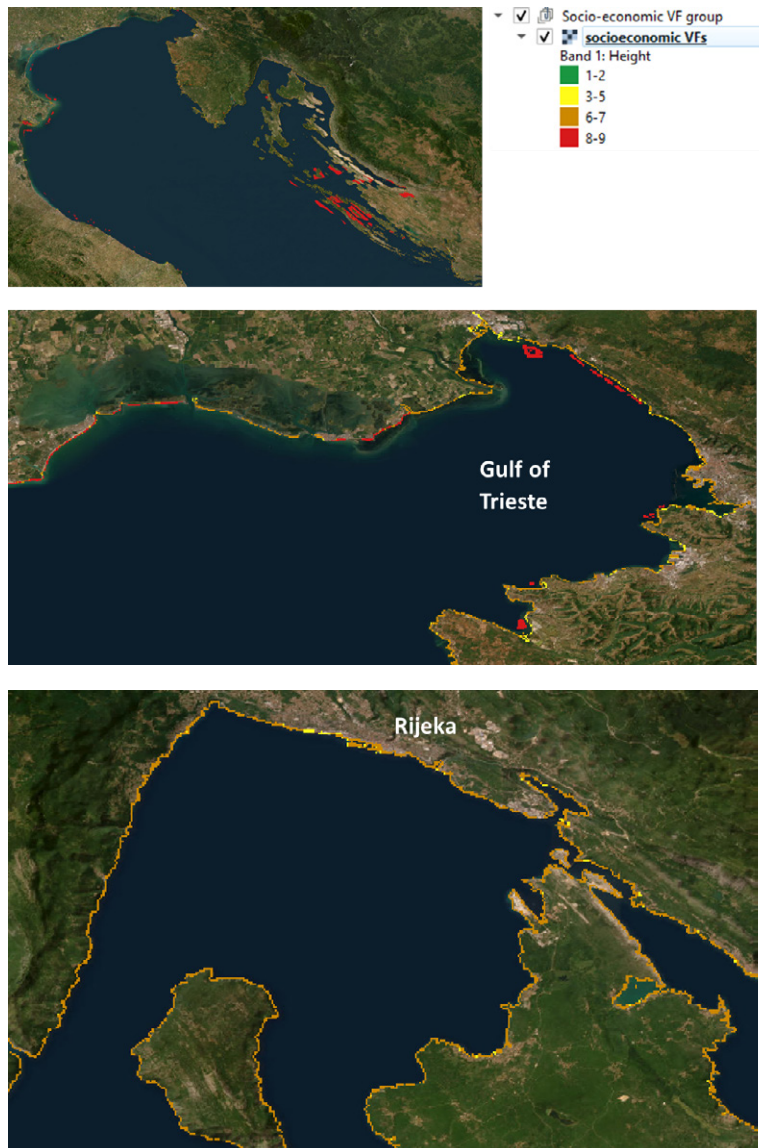 Socio-economic VF group
socioeconomic VFs
Band 1: Height
1-2
3-5
6-7
8-9
Gulf of
Trieste
Rijeka